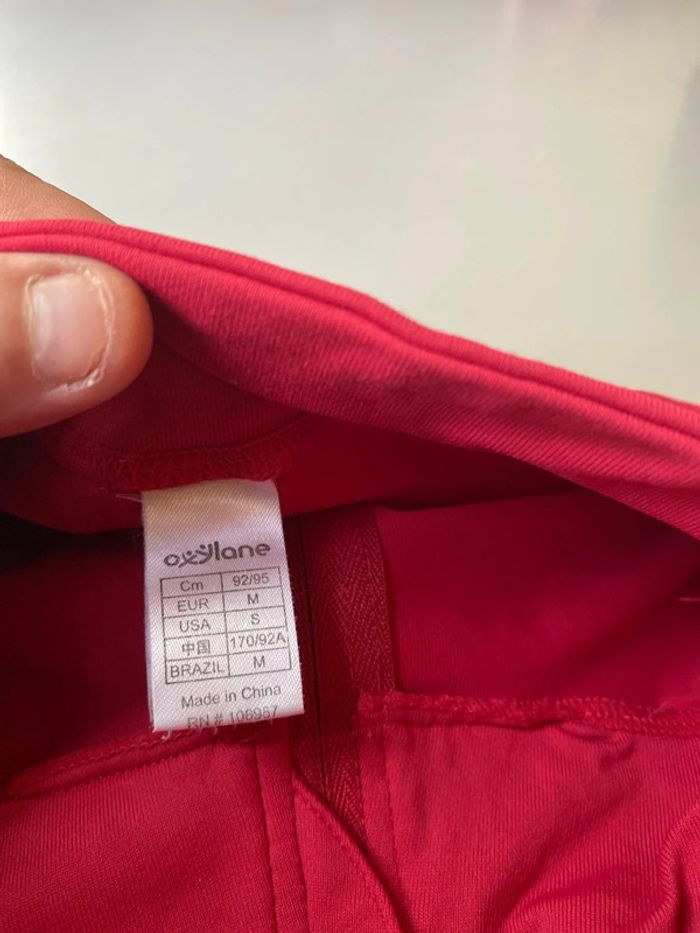 oxylane
Cm 92/95
EUR M
USA S
中国 170/92A
BRAZIL M
Made in China
RN # 106987